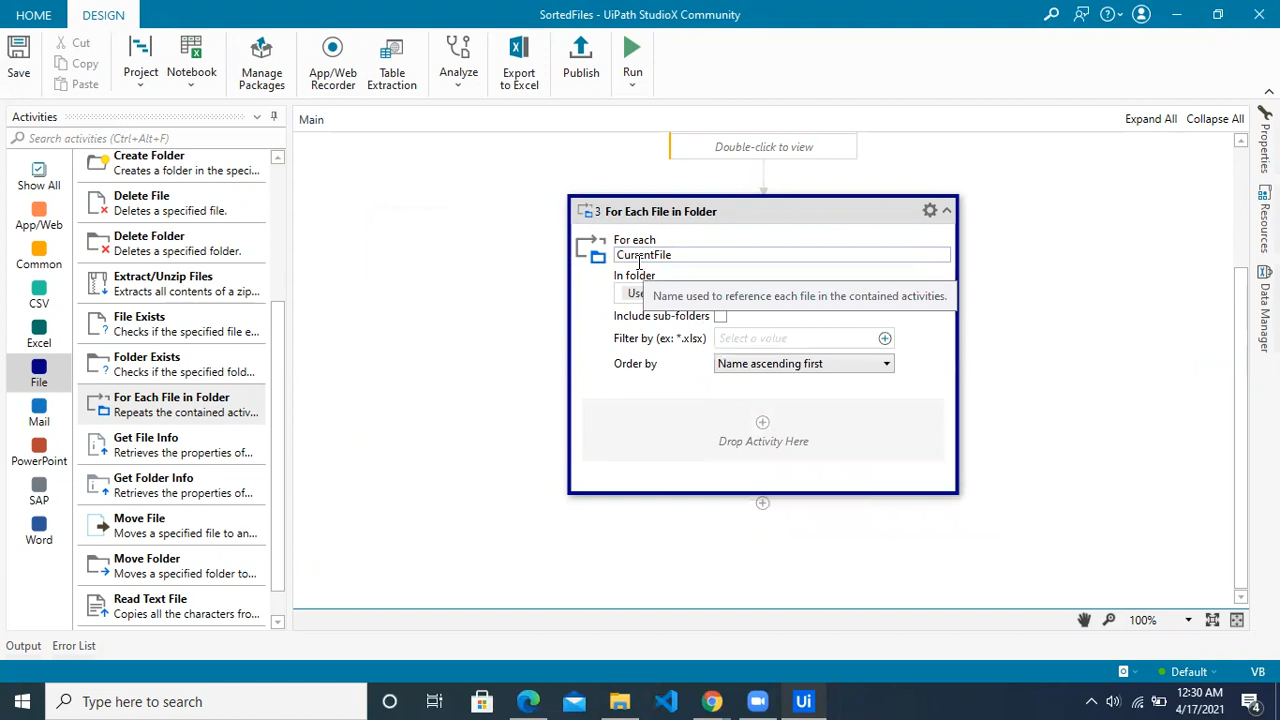 HOME
DESIGN
SortedFiles - UiPath StudioX Community
Save
Cut
Copy
Paste
Project
Notebook
Manage
Packages
App/Web
Recorder
Table
Extraction
Analyze
Export
to Excel
Publish
Run
Activities
Main
Expand All
Collapse All
Search activities (Ctrl+Alt+F)
Show All
App/Web
Common
CSV
Excel
File
Mail
PowerPoint
SAP
Word
Create Folder
Creates a folder in the speci...
Delete File
Deletes a specified file.
Delete Folder
Deletes a specified folder.
Extract/Unzip Files
Extracts all contents of a zip...
File Exists
Checks if the specified file e...
Folder Exists
Checks if the specified fold...
For Each File in Folder
Repeats the contained activ...
Get File Info
Retrieves the properties of...
Get Folder Info
Retrieves the properties of...
Move File
Moves a specified file to an...
Move Folder
Moves a specified folder to...
Read Text File
Copies all the characters fro...
Double-click to view
3 For Each File in Folder
For each
CurrentFile
In folder
Use
Name used to reference each file in the contained activities.
Include sub-folders
Filter by (ex: *.xlsx)
Select a value
Order by
Name ascending first
Drop Activity Here
Properties
Resources
Data Manager
100%
Output
Error List
Default
VB
Type here to search
Ui
12:30 AM
4/17/2021
4